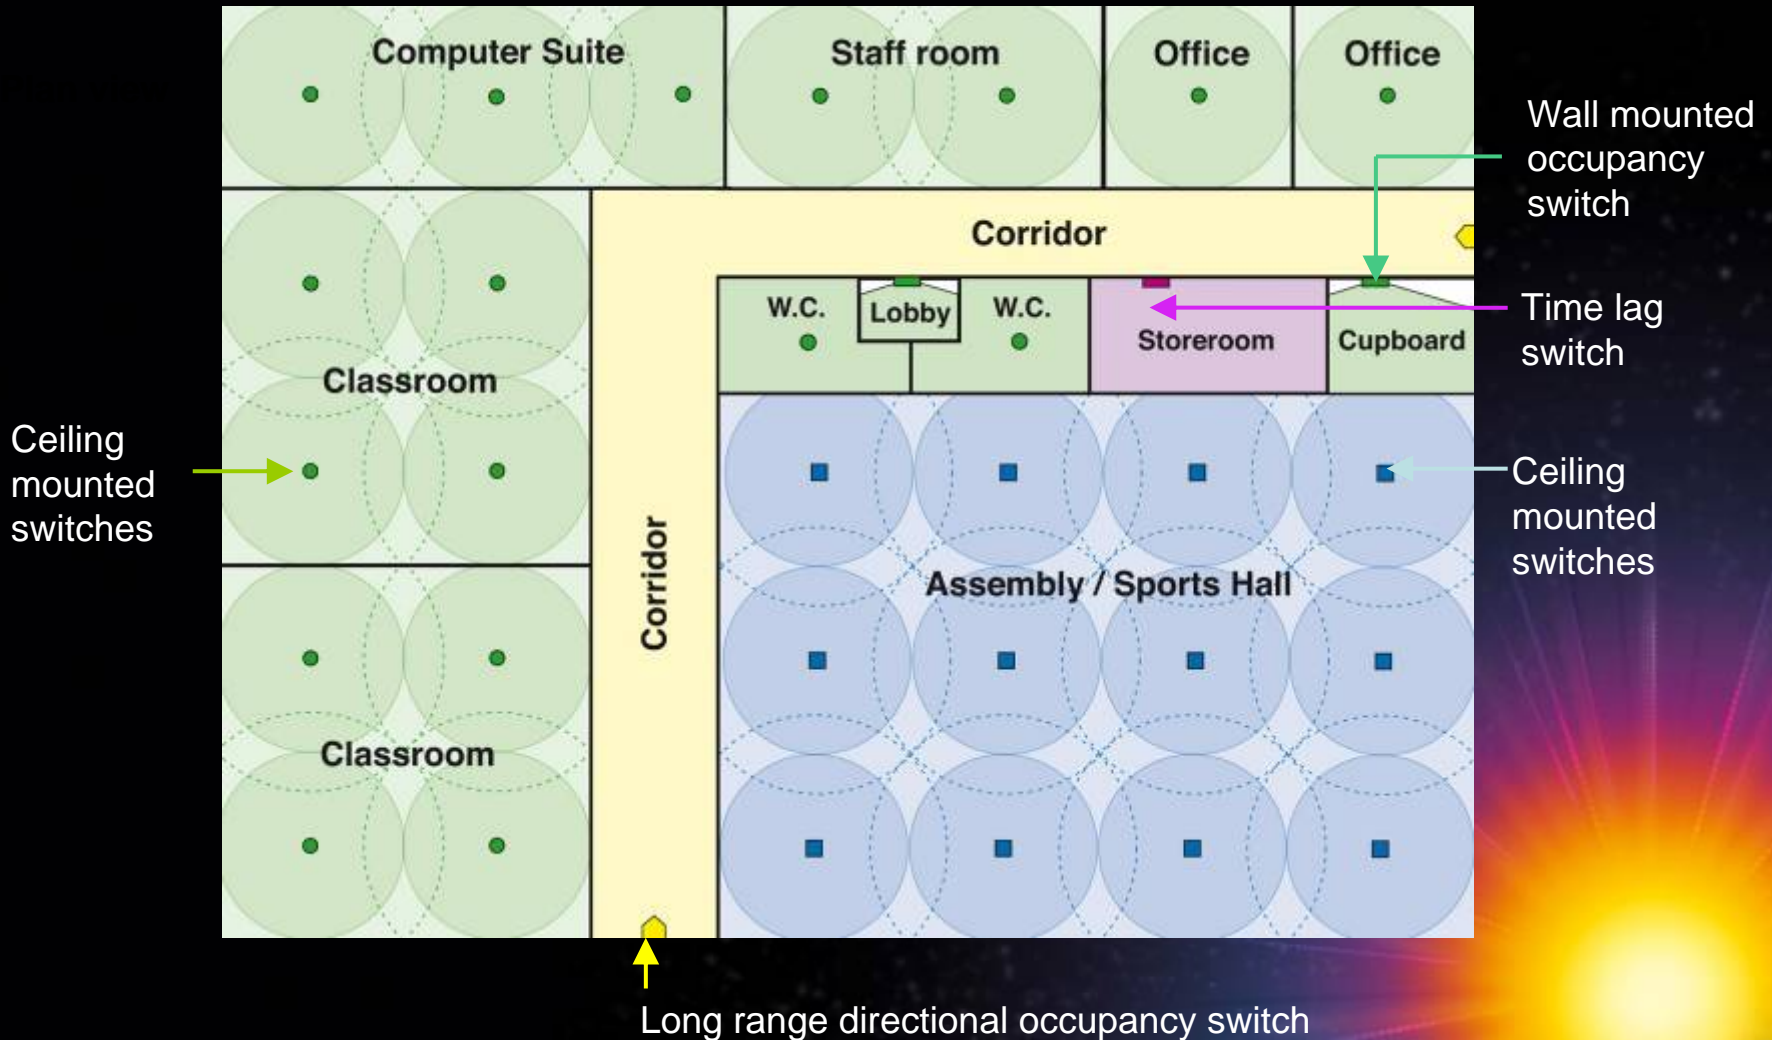 Computer Suite
Staff room
Office
Office
Wall mounted
occupancy
switch
Corridor
W.C.
Lobby
W.C.
Storeroom
Cupboard
Time lag
switch
Classroom
Ceiling
mounted
switches
Ceiling
mounted
switches
Corridor
Assembly / Sports Hall
Classroom
Long range directional occupancy switch